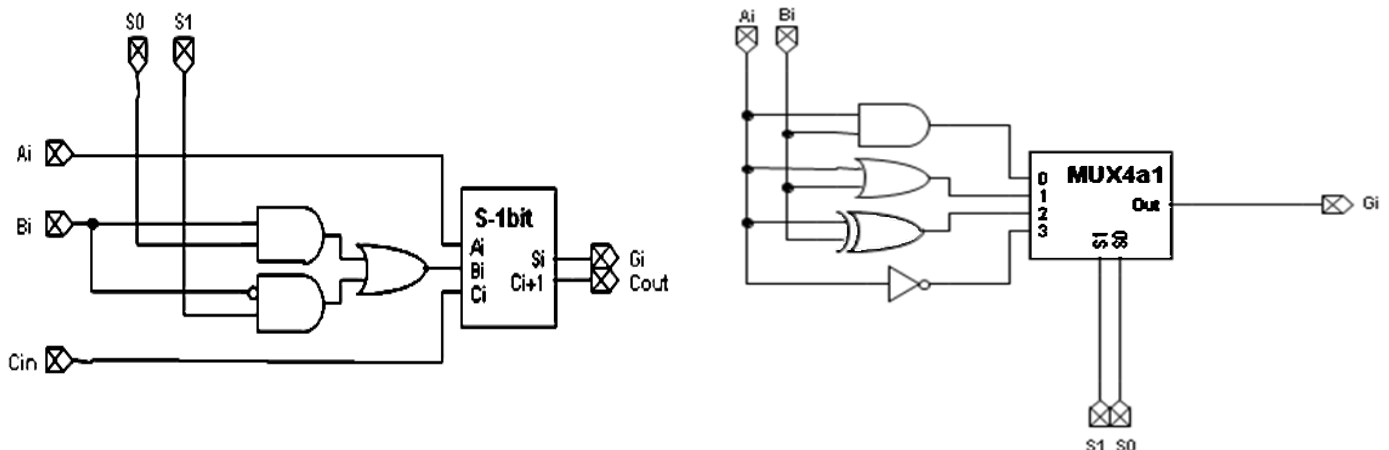 S0 S1
Ai
Bi
Cin
S-1bit
Ai
Bi
Ci
Si
Ci+1
Gi
Cout
Ai Bi
MUX4a1
0
1
2
3
Out
S1 S0
Gi
S1 S0